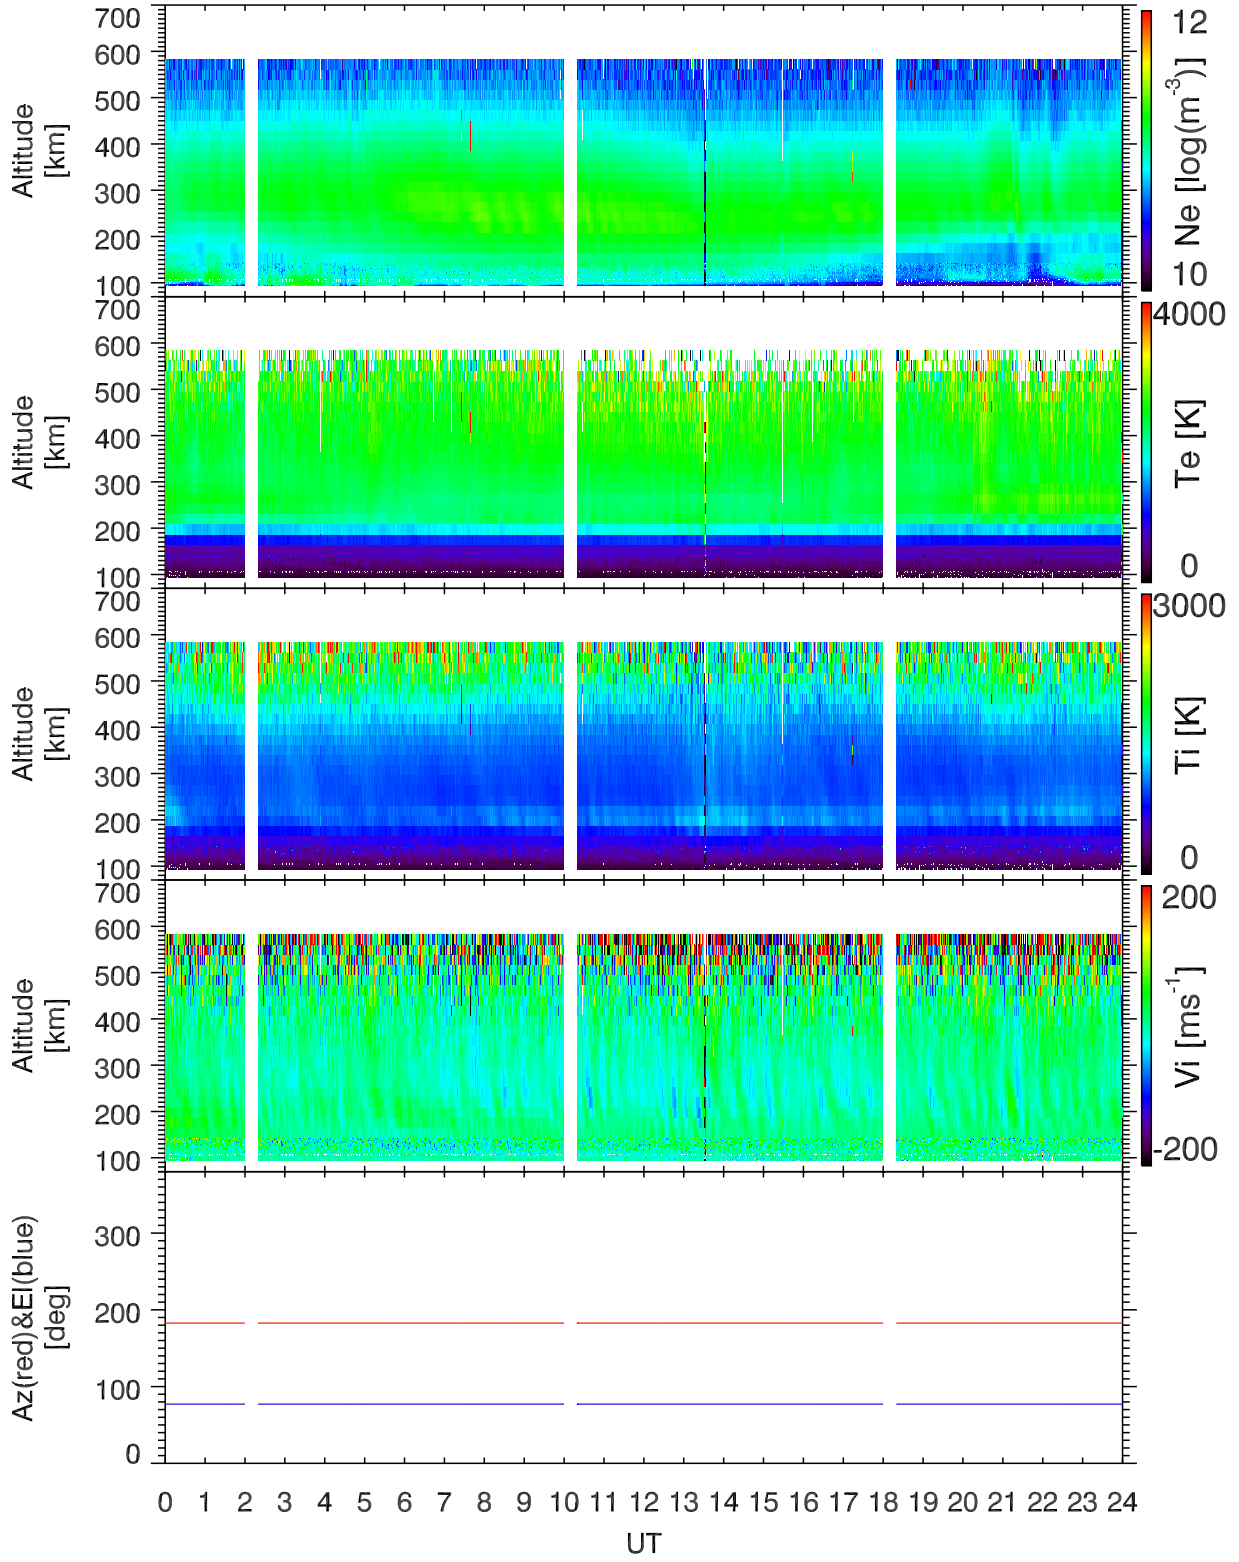 700
600
500
400
300
200
100
Altitude
[km]
12
10
Ne [log(m⁻³)]
700
600
500
400
300
200
100
Altitude
[km]
4000
0
Te [K]
700
600
500
400
300
200
100
Altitude
[km]
3000
0
Ti [K]
700
600
500
400
300
200
100
Altitude
[km]
200
-200
Vi [ms⁻¹]
300
200
100
0
Az(red)&El(blue)
[deg]
0 1 2 3 4 5 6 7 8 9 10 11 12 13 14 15 16 17 18 19 20 21 22 23 24
UT